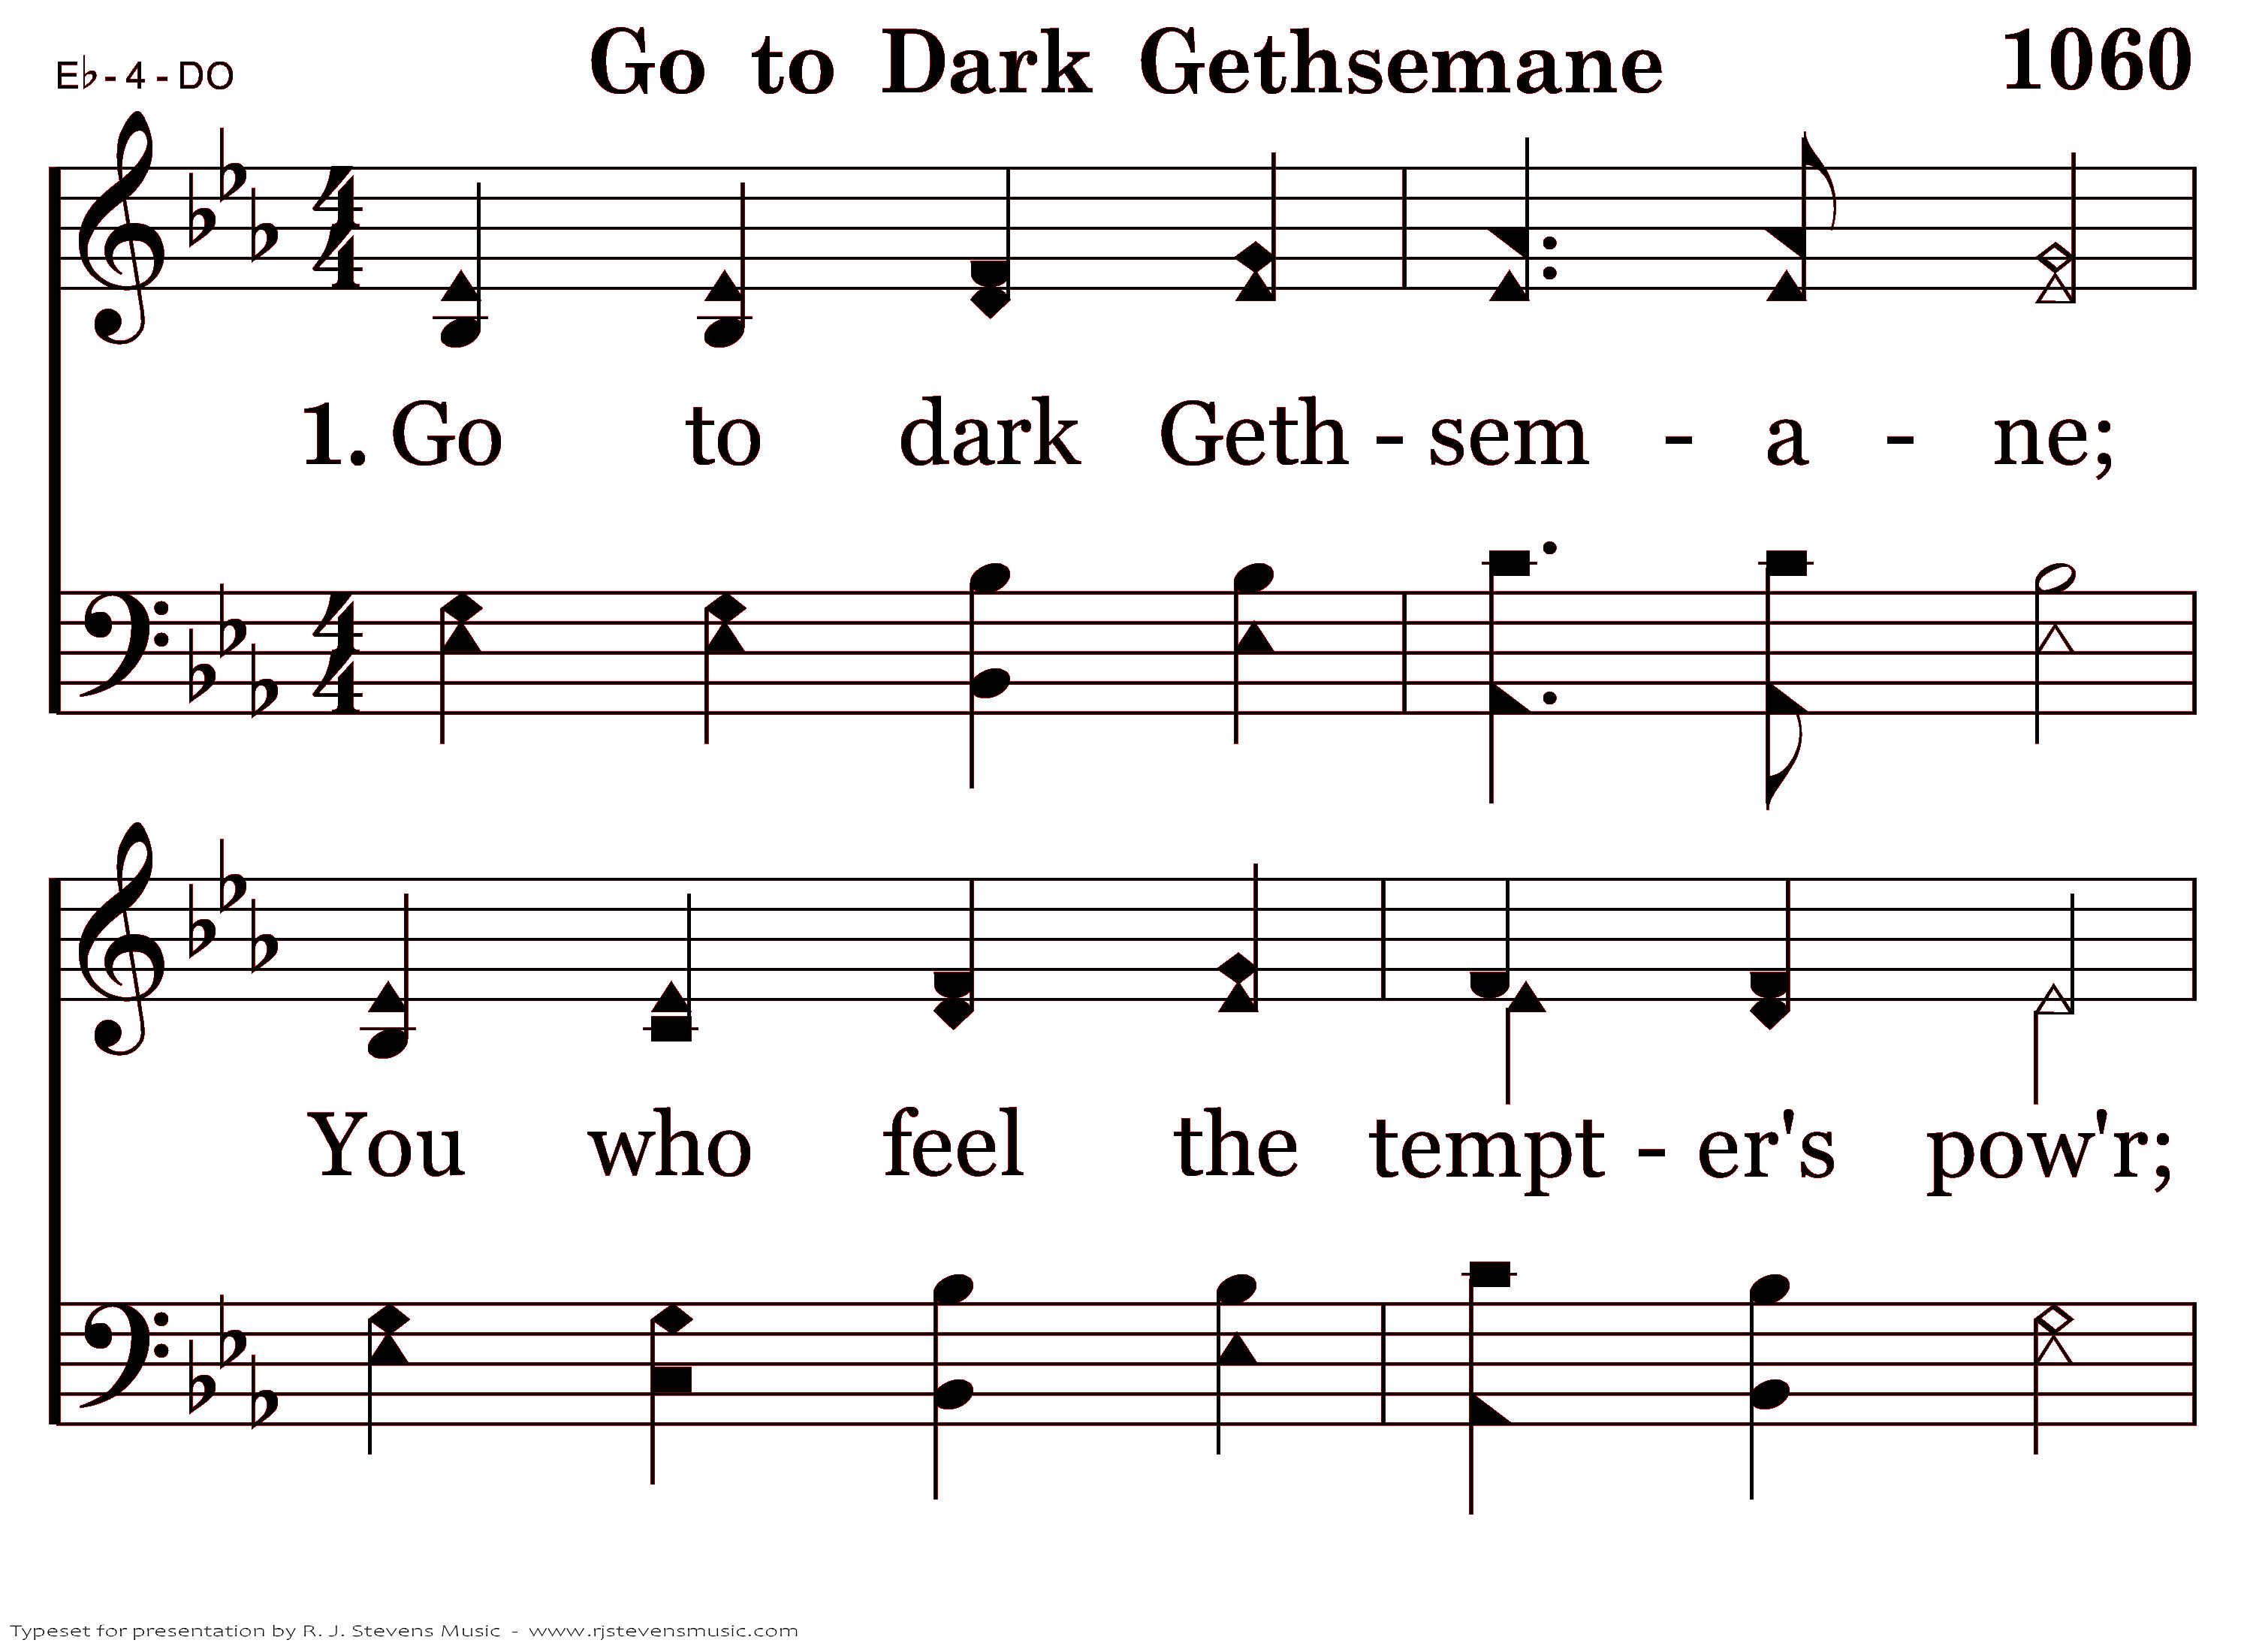 E♭ - 4 - DO Go to Dark Gethsemane 1060
1. Go to dark Geth - sem - a - ne;
You who feel the tempt - er's pow'r;
Typeset for presentation by R. J. Stevens Music - www.rjstevensmusic.com